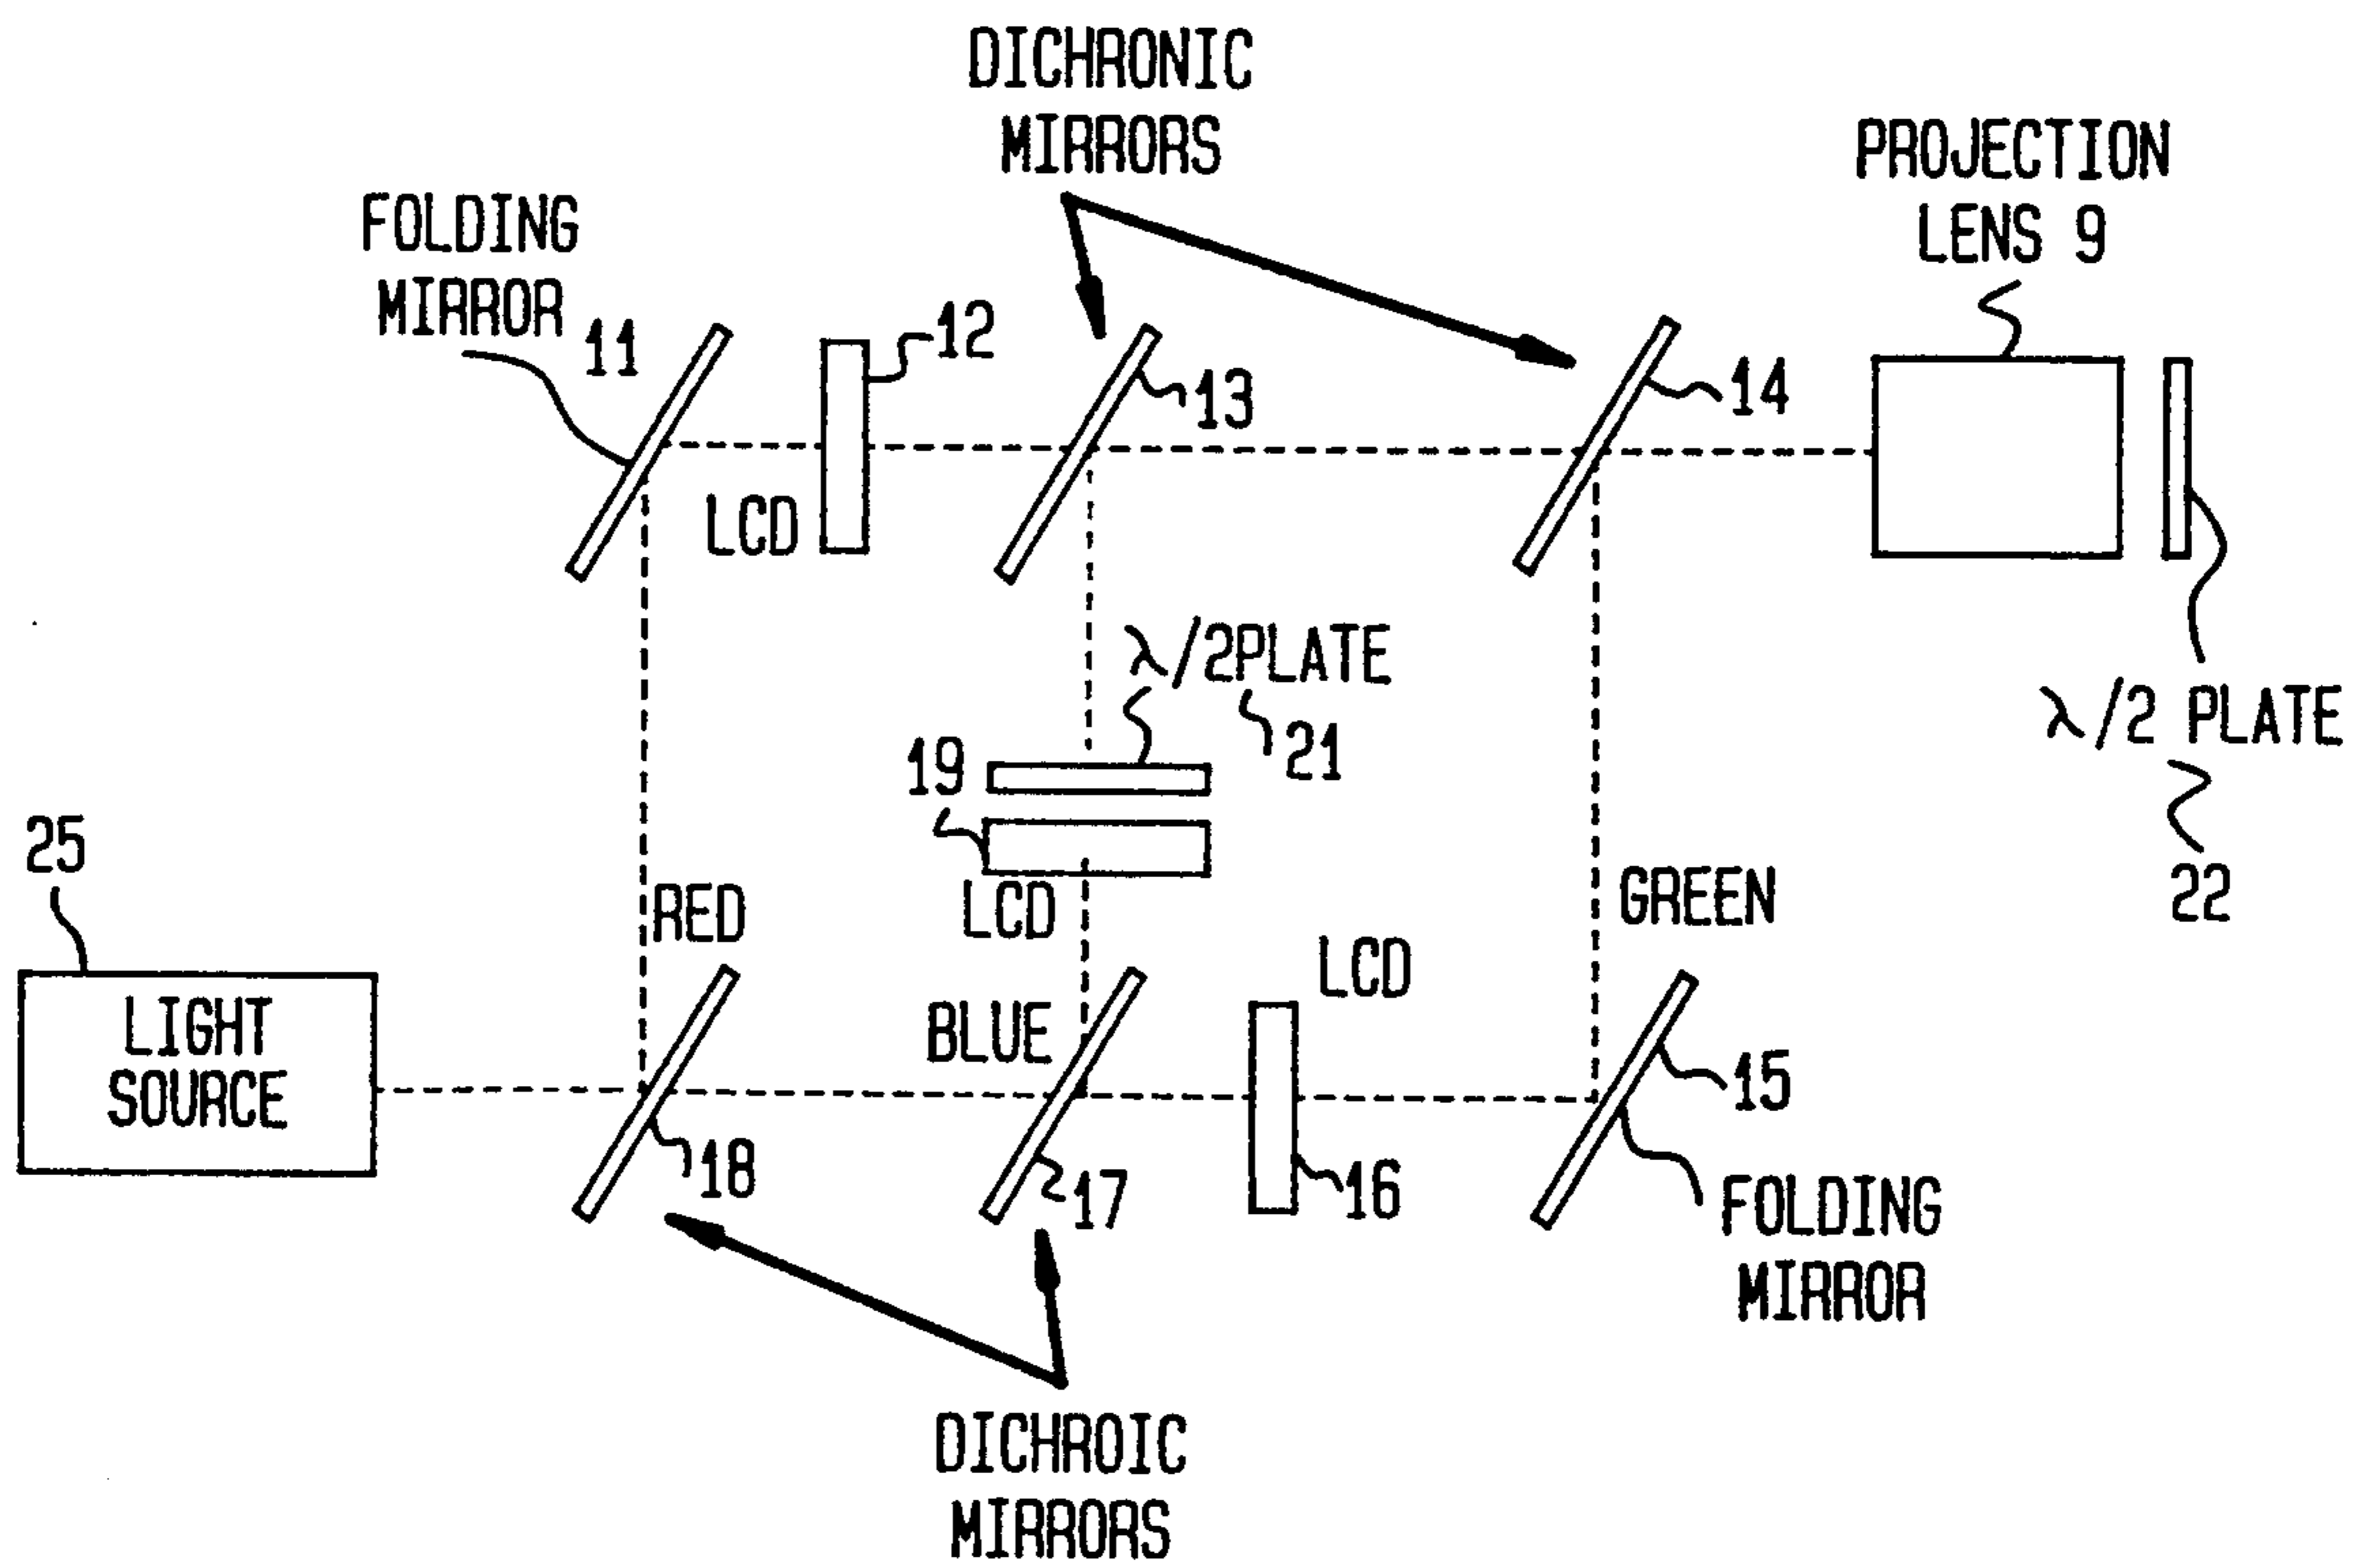 DICHRONIC
MIRRORS
PROJECTION
LENS 9
FOLDING
MIRROR
11
12
13
14
LCD
λ/2PLATE
21
λ/2 PLATE
22
19
LCD
25
LIGHT
SOURCE
RED
BLUE
GREEN
LCD
18
17
16
15
FOLDING
MIRROR
DICHROIC
MIRRORS